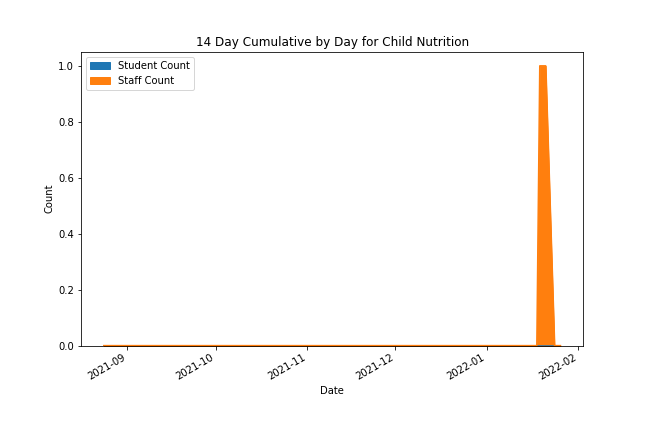 14 Day Cumulative by Day for Child Nutrition
Student Count
Staff Count
Count
1.0
0.8
0.6
0.4
0.2
0.0
2021-09
2021-10
2021-11
2021-12
2022-01
2022-02
Date